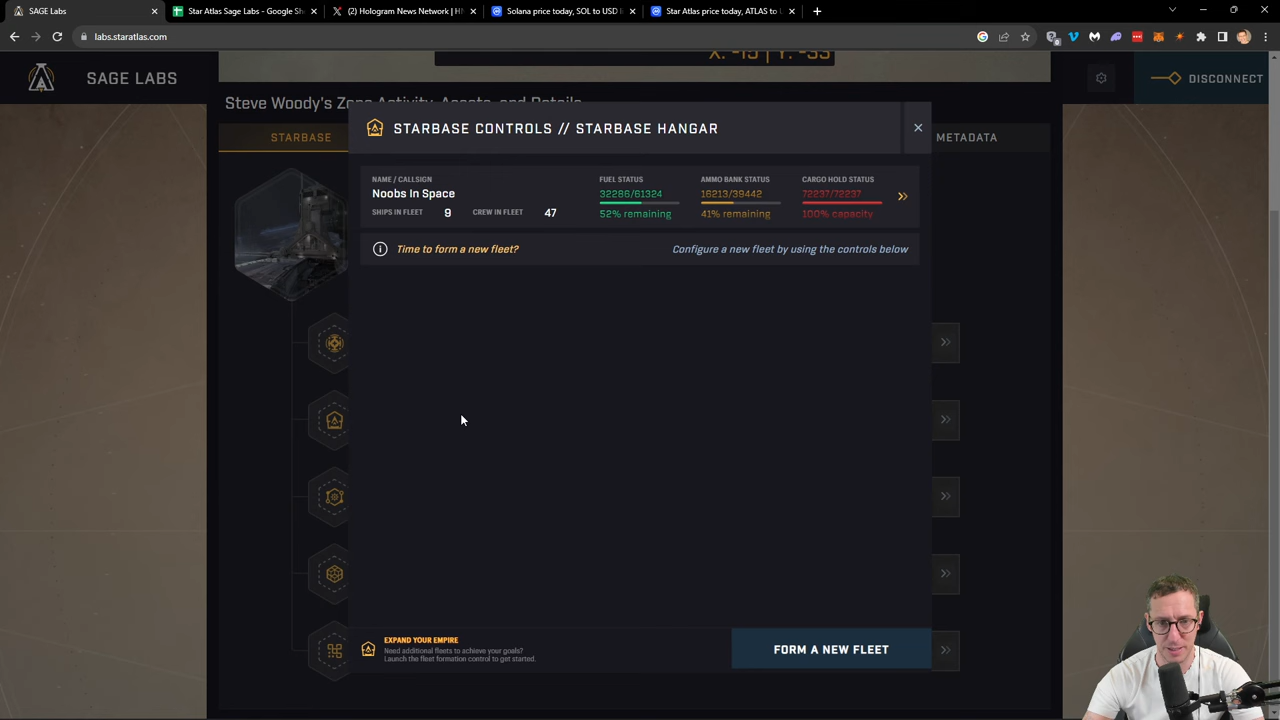 SAGE Labs
Star Atlas Sage Labs - Google She
(2) Hologram News Network | HN
Solana price today, SOL to USD
Star Atlas price today, ATLAS to
labs.staratlas.com
SAGE LABS
X: -15 | Y: -33
DISCONNECT
Steve Woody's Zone Activity, Assets, and Details
STARBASE
METADATA
STARBASE CONTROLS // STARBASE HANGAR
NAME / CALLSIGN
Noobs In Space
SHIPS IN FLEET 9 CREW IN FLEET 47
FUEL STATUS
32286/61324
52% remaining
AMMO BANK STATUS
16213/39442
41% remaining
CARGO HOLD STATUS
72237/72237
100% capacity
Time to form a new fleet?
Configure a new fleet by using the controls below
EXPAND YOUR EMPIRE
Need additional fleets to achieve your goals?
Launch the fleet formation control to get started.
FORM A NEW FLEET